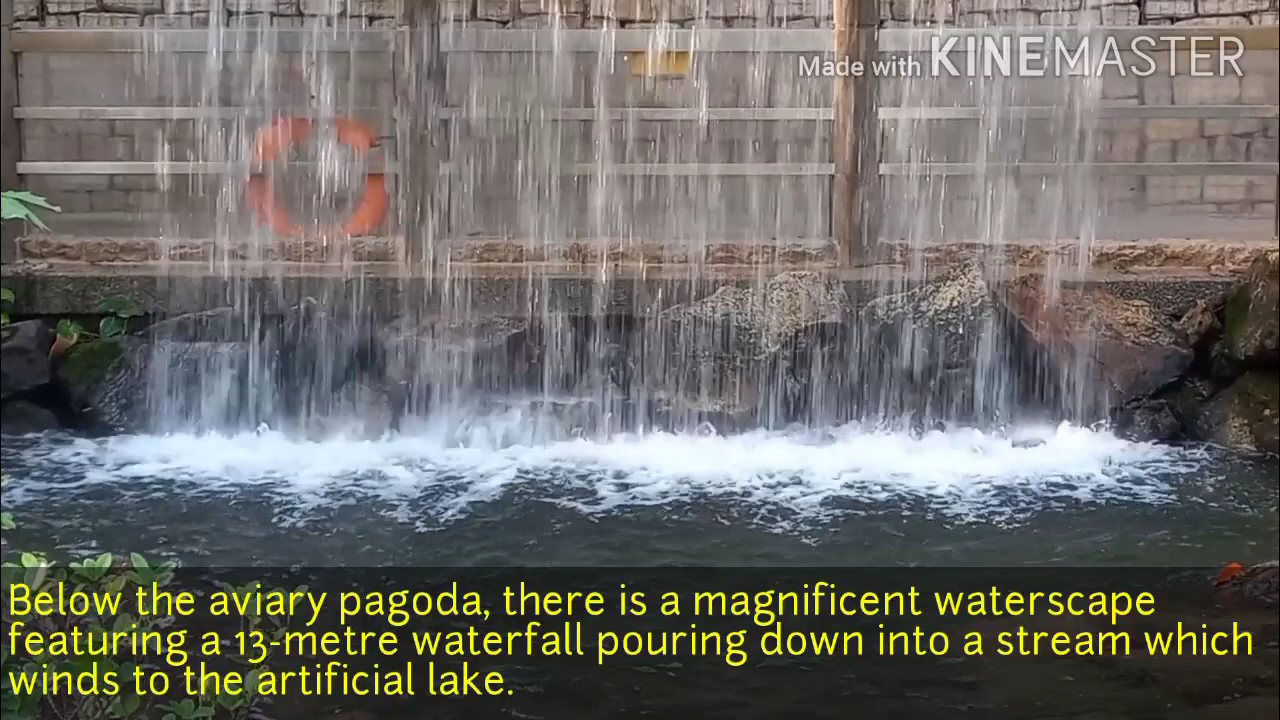 Made with KINEMASTER
Below the aviary pagoda, there is a magnificent waterscape
featuring a 13-metre waterfall pouring down into a stream which
winds to the artificial lake.